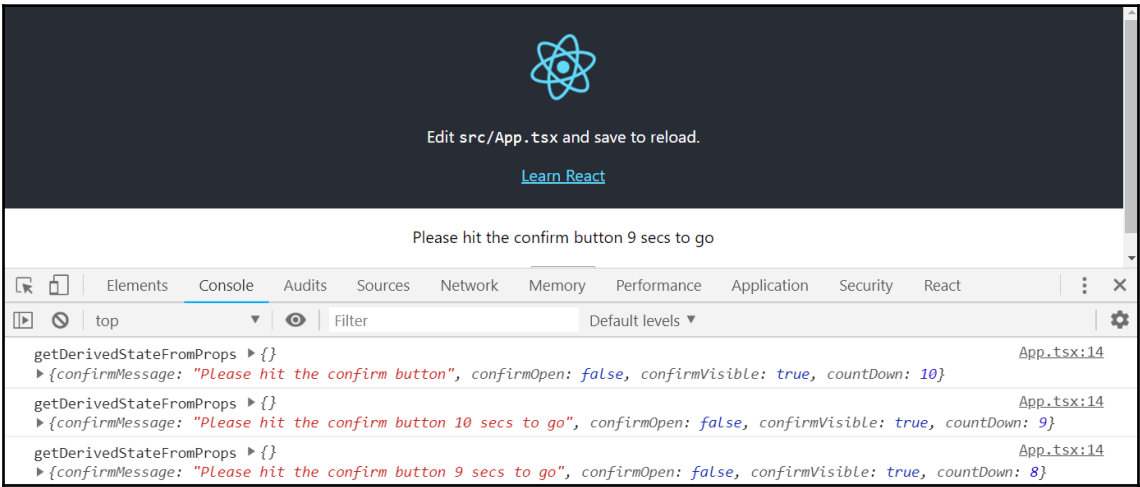 Edit src/App.tsx and save to reload.
Learn React
Please hit the confirm button 9 secs to go
Elements Console Audits Sources Network Memory Performance Application Security React
top Filter Default levels ▼
getDerivedStateFromProps ▶{} App.tsx:14
▶{confirmMessage: "Please hit the confirm button", confirmOpen: false, confirmVisible: true, countDown: 10}
getDerivedStateFromProps ▶{} App.tsx:14
▶{confirmMessage: "Please hit the confirm button 10 secs to go", confirmOpen: false, confirmVisible: true, countDown: 9}
getDerivedStateFromProps ▶{} App.tsx:14
▶{confirmMessage: "Please hit the confirm button 9 secs to go", confirmOpen: false, confirmVisible: true, countDown: 8}